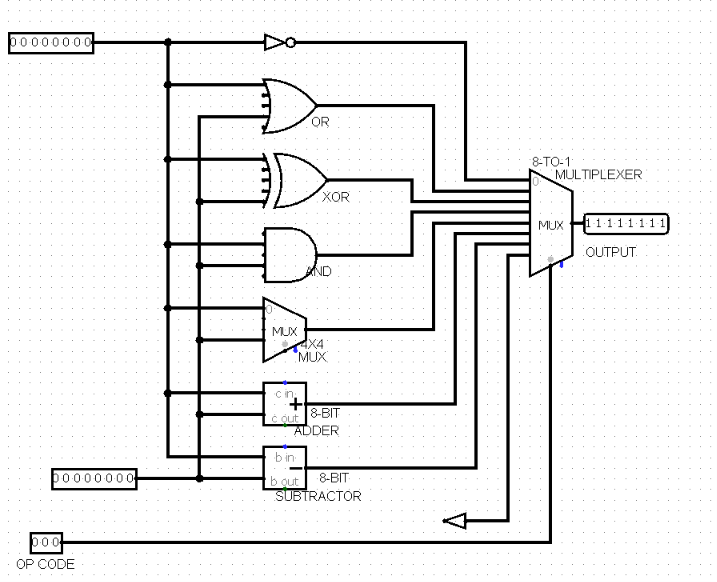 00000000
OR
XOR
AND
0
MUX
4X4
MUX
c in
+
c out
8-BIT
ADDER
b in
−
b out
8-BIT
SUBTRACTOR
00000000
000
OP CODE
8-TO-1
MULTIPLEXER
0
MUX
11111111
OUTPUT